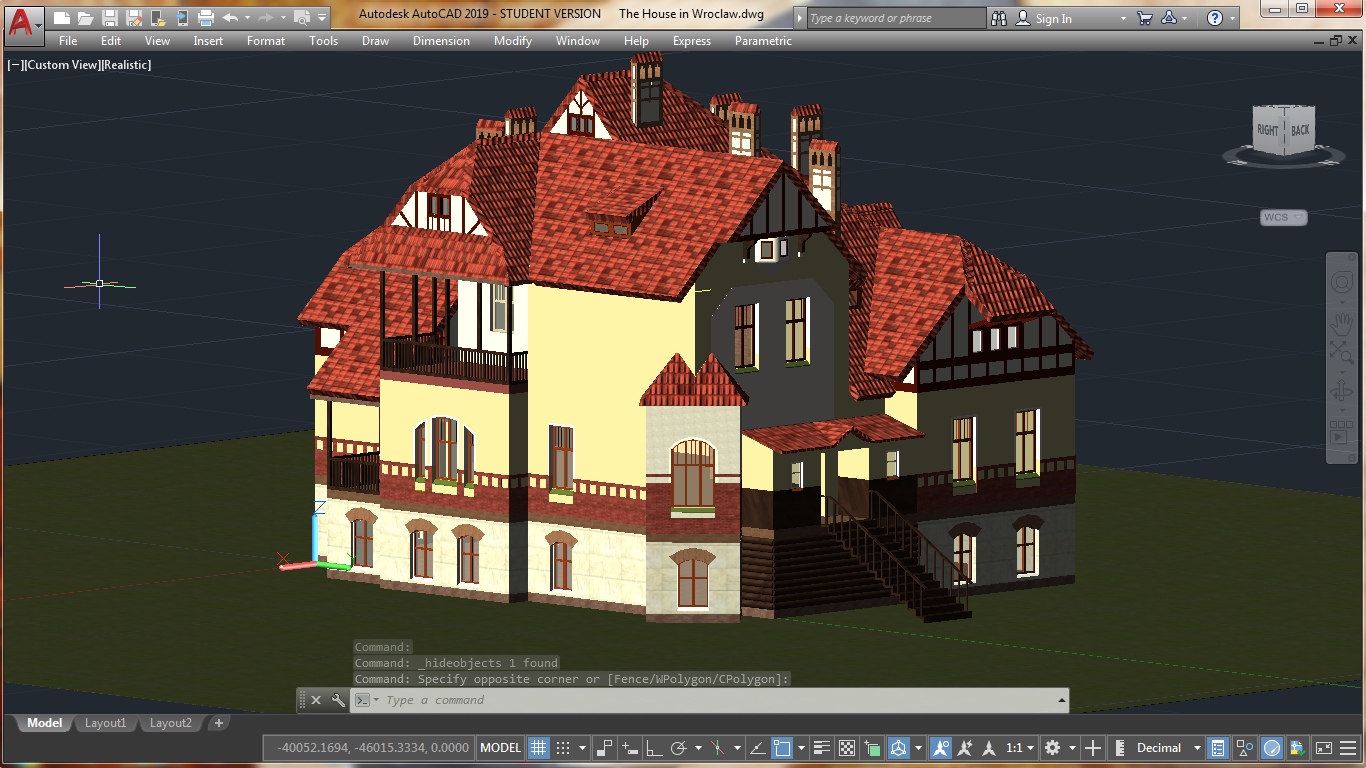 Autodesk AutoCAD 2019 - STUDENT VERSION The House in Wroclaw.dwg
Type a keyword or phrase
Sign In
File Edit View Insert Format Tools Draw Dimension Modify Window Help Express Parametric
[−][Custom View][Realistic]
RIGHT BACK
WCS
Z
X
Command:
Command: _hideobjects 1 found
Command: Specify opposite corner or [Fence/WPolygon/CPolygon]:
Type a command
Model Layout1 Layout2 +
-40052.1694, -46015.3334, 0.0000 MODEL 1:1 Decimal